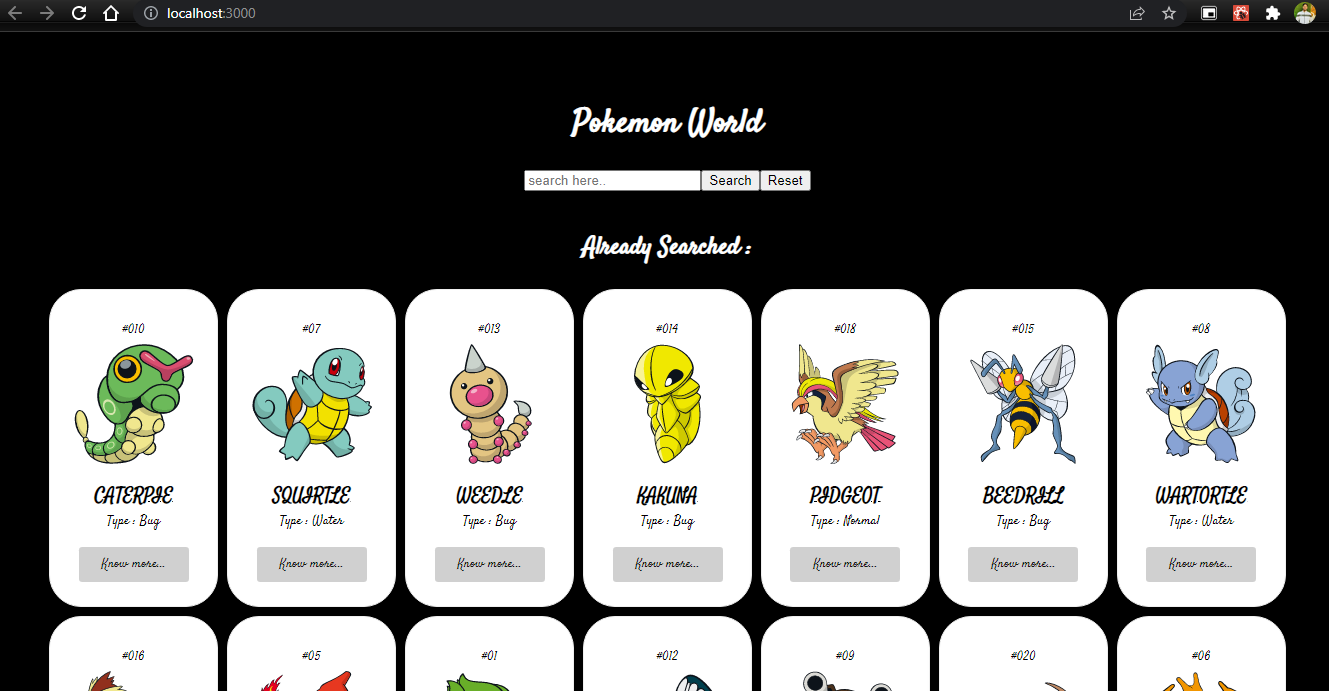 localhost:3000
Pokemon World
search here.. Search Reset
Already Searched :
#010 #07 #013 #014 #018 #015 #08
CATERPIE SQUIRTLE WEEDLE KAKUNA PIDGEOT BEEDRILL WARTORTLE
Type : Bug Type : Water Type : Bug Type : Bug Type : Normal Type : Bug Type : Water
Know more... Know more... Know more... Know more... Know more... Know more... Know more...
#016 #05 #01 #012 #09 #020 #06